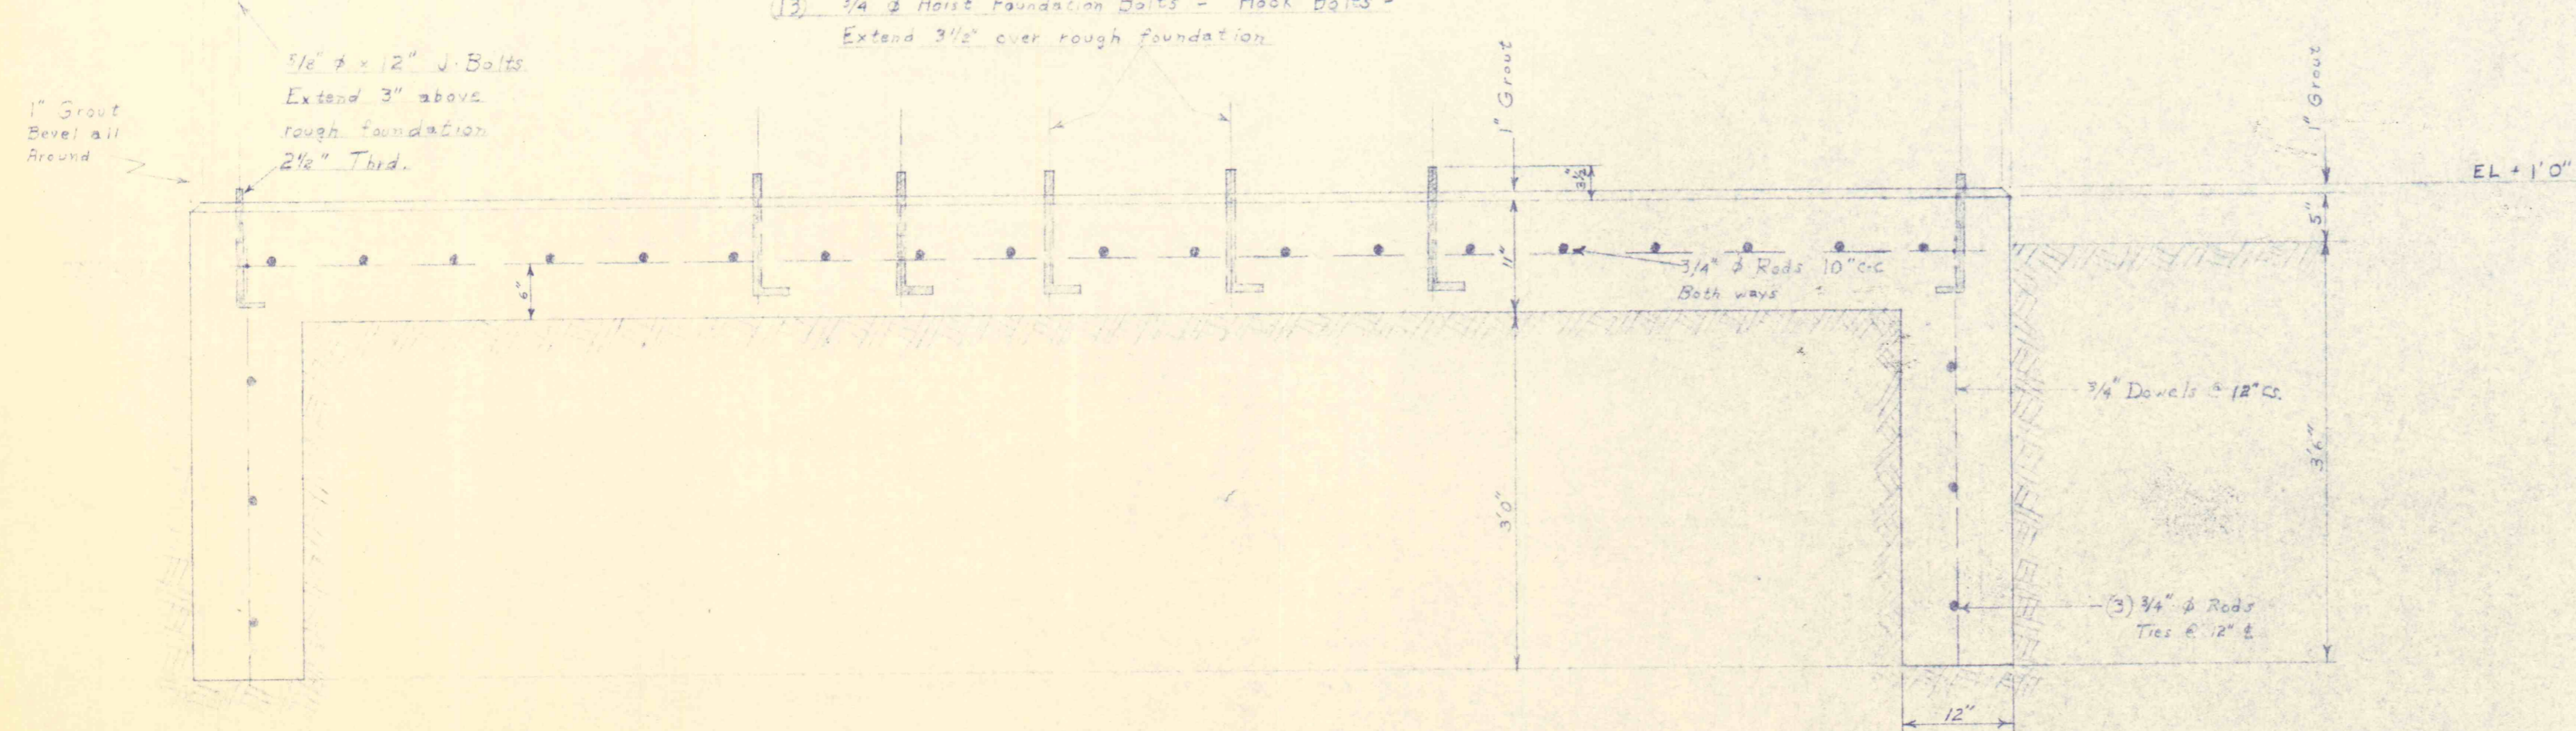 (13) 3/4  φ Hoist Foundation Bolts - Hook Bolts -
Extend 3 1/2" over rough foundation
5/8" φ x 12" J-Bolts
Extend 3" above
rough foundation
2 1/2" Thrd.
1" Grout
Bevel all
Around
1" Grout
1" Grout
EL + 1'0"
3 1/2"
5"
11"
6"
3/4" φ Rods 10" c-c
Both ways
3/4" Dowels @ 12" cs.
3'6"
3'0"
(3) 3/4" φ Rods
Ties @ 12" ℄
12"